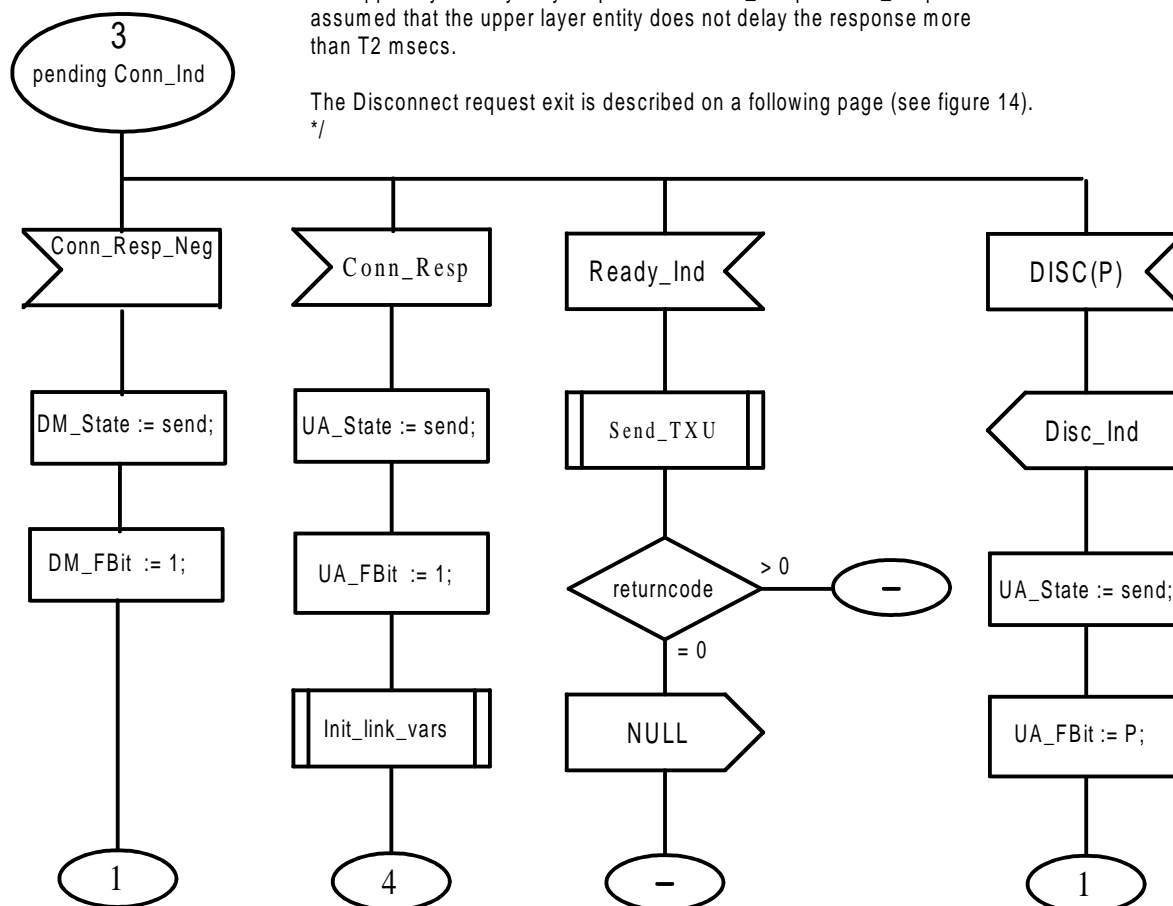 assumed that the upper layer entity does not delay the response more
than T2 msecs.
The Disconnect request exit is described on a following page (see figure 14).
*/
3
pending Conn_Ind
Conn_Resp_Neg
Conn_Resp
Ready_Ind
DISC(P)
DM_State := send;
UA_State := send;
Send_TXU
Disc_Ind
DM_FBit := 1;
UA_FBit := 1;
returncode
> 0
–
UA_State := send;
= 0
Init_link_vars
NULL
UA_FBit := P;
1
4
–
1